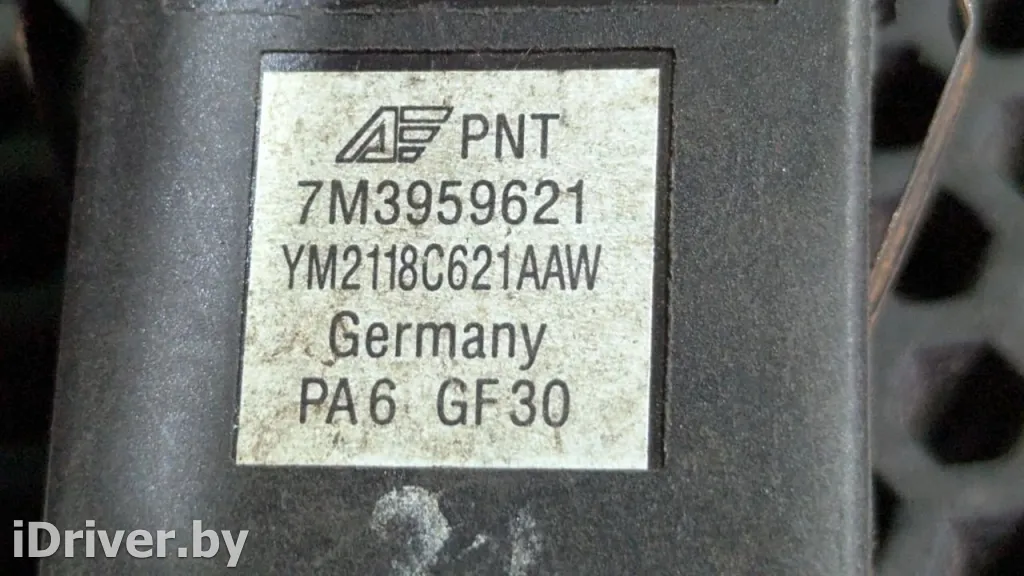 PNT
7M3959621
YM2118C621AAW
Germany
PA6 GF30
iDriver.by